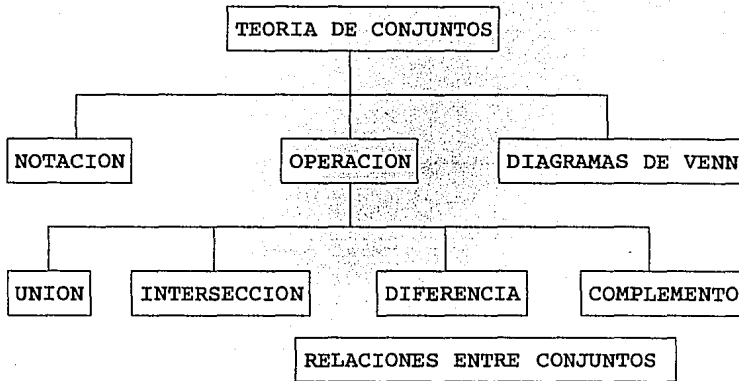 TEORIA DE CONJUNTOS
NOTACION OPERACION DIAGRAMAS DE VENN
UNION INTERSECCION DIFERENCIA COMPLEMENTO
RELACIONES ENTRE CONJUNTOS